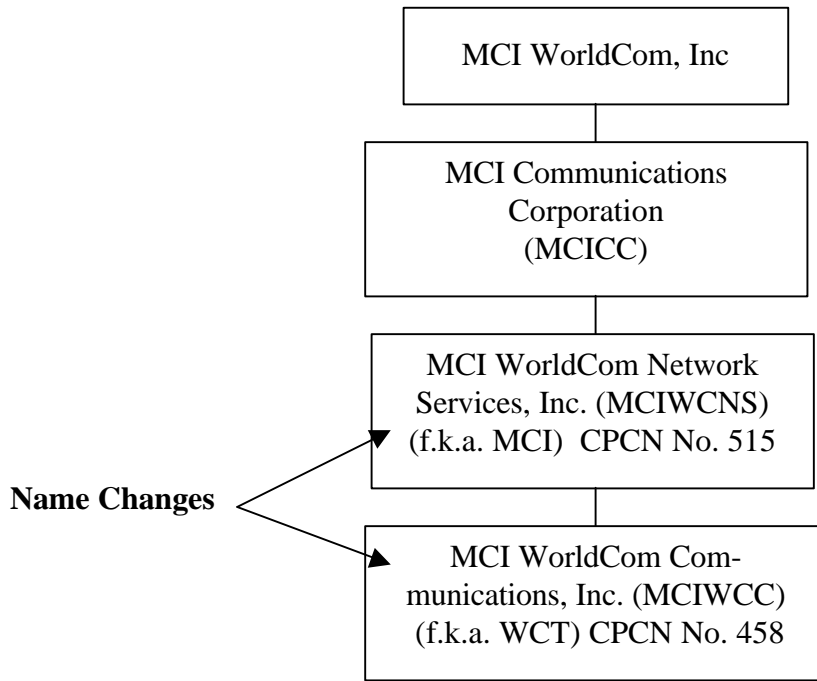 MCI WorldCom, Inc
MCI Communications
Corporation
(MCICC)
MCI WorldCom Network
Services, Inc. (MCIWCNS)
(f.k.a. MCI)  CPCN No. 515
Name Changes
MCI WorldCom Com-
munications, Inc. (MCIWCC)
(f.k.a. WCT) CPCN No. 458